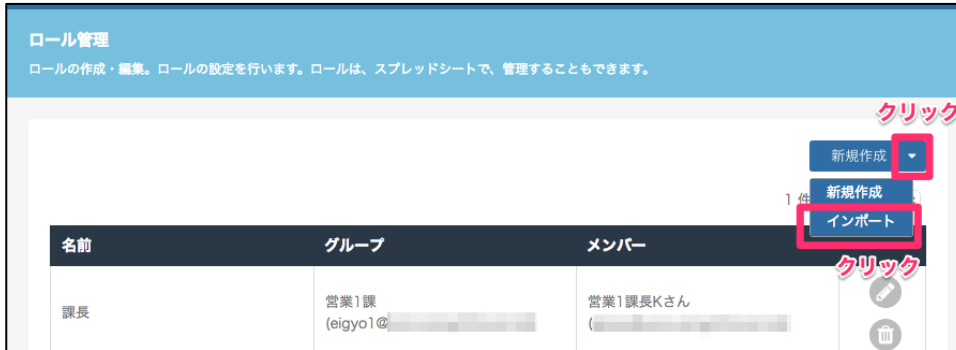 ロール管理
ロールの作成・編集。ロールの設定を行います。ロールは、スプレッドシートで、管理することもできます。
クリック
新規作成
新規作成
1 件
インポート
名前 グループ メンバー
クリック
営業1課 営業1課長Kさん
課長
(eigyo1@ (